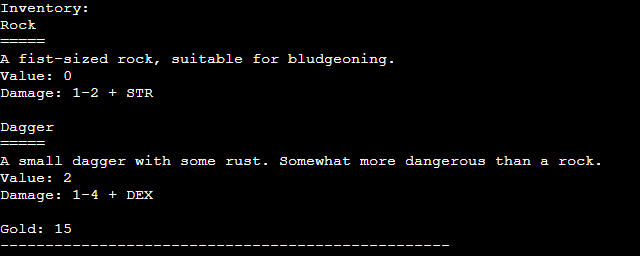 Inventory:
Rock
=====
A fist-sized rock, suitable for bludgeoning.
Value: 0
Damage: 1-2 + STR

Dagger
=====
A small dagger with some rust. Somewhat more dangerous than a rock.
Value: 2
Damage: 1-4 + DEX

Gold: 15
--------------------------------------------------